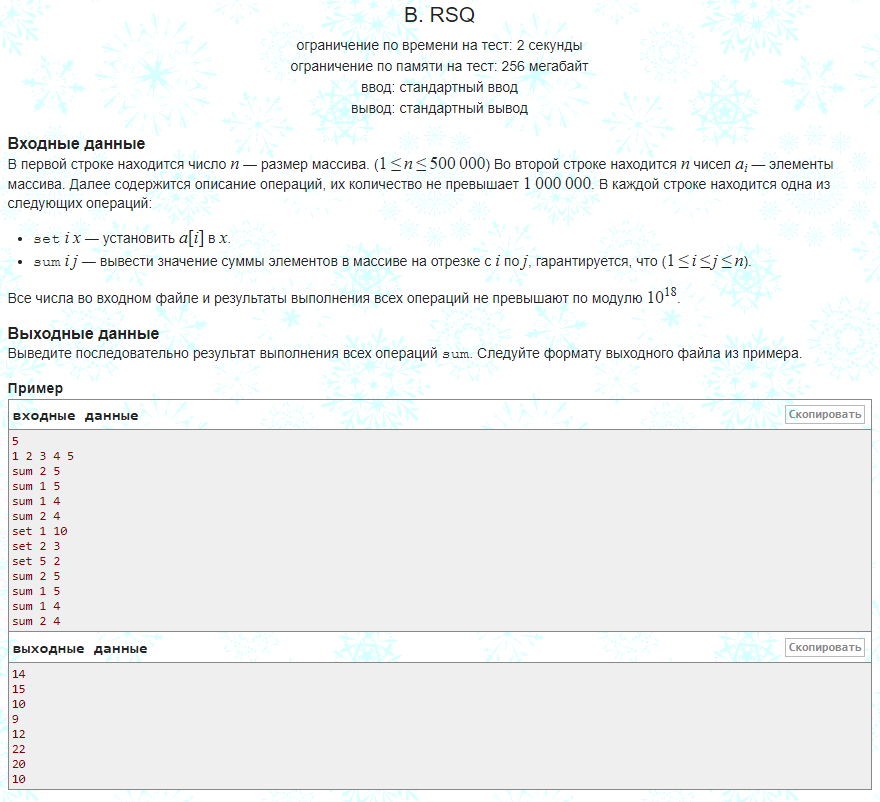 B. RSQ
ограничение по времени на тест: 2 секунды
ограничение по памяти на тест: 256 мегабайт
ввод: стандартный ввод
вывод: стандартный вывод
Входные данные
В первой строке находится число n — размер массива. (1 ≤ n ≤ 500 000) Во второй строке находится n чисел aᵢ — элементы
массива. Далее содержится описание операций, их количество не превышает 1 000 000. В каждой строке находится одна из
следующих операций:
• set i x — установить a[i] в x.
• sum i j — вывести значение суммы элементов в массиве на отрезке с i по j, гарантируется, что (1 ≤ i ≤ j ≤ n).
Все числа во входном файле и результаты выполнения всех операций не превышают по модулю 10¹⁸.
Выходные данные
Выведите последовательно результат выполнения всех операций sum. Следуйте формату выходного файла из примера.
Пример
входные данные
Скопировать
5
1 2 3 4 5
sum 2 5
sum 1 5
sum 1 4
sum 2 4
set 1 10
set 2 3
set 5 2
sum 2 5
sum 1 5
sum 1 4
sum 2 4
выходные данные
Скопировать
14
15
10
9
12
22
20
10